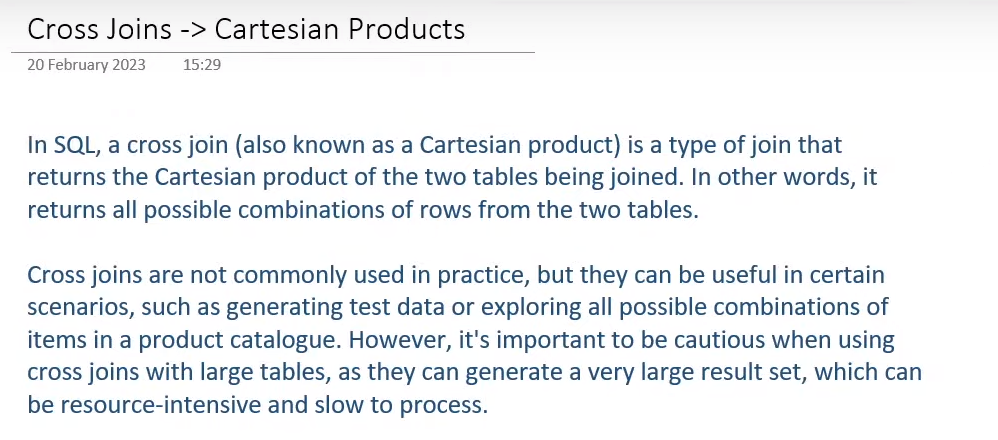 Cross Joins -> Cartesian Products
20 February 2023 15:29
In SQL, a cross join (also known as a Cartesian product) is a type of join that
returns the Cartesian product of the two tables being joined. In other words, it
returns all possible combinations of rows from the two tables.
Cross joins are not commonly used in practice, but they can be useful in certain
scenarios, such as generating test data or exploring all possible combinations of
items in a product catalogue. However, it's important to be cautious when using
cross joins with large tables, as they can generate a very large result set, which can
be resource-intensive and slow to process.